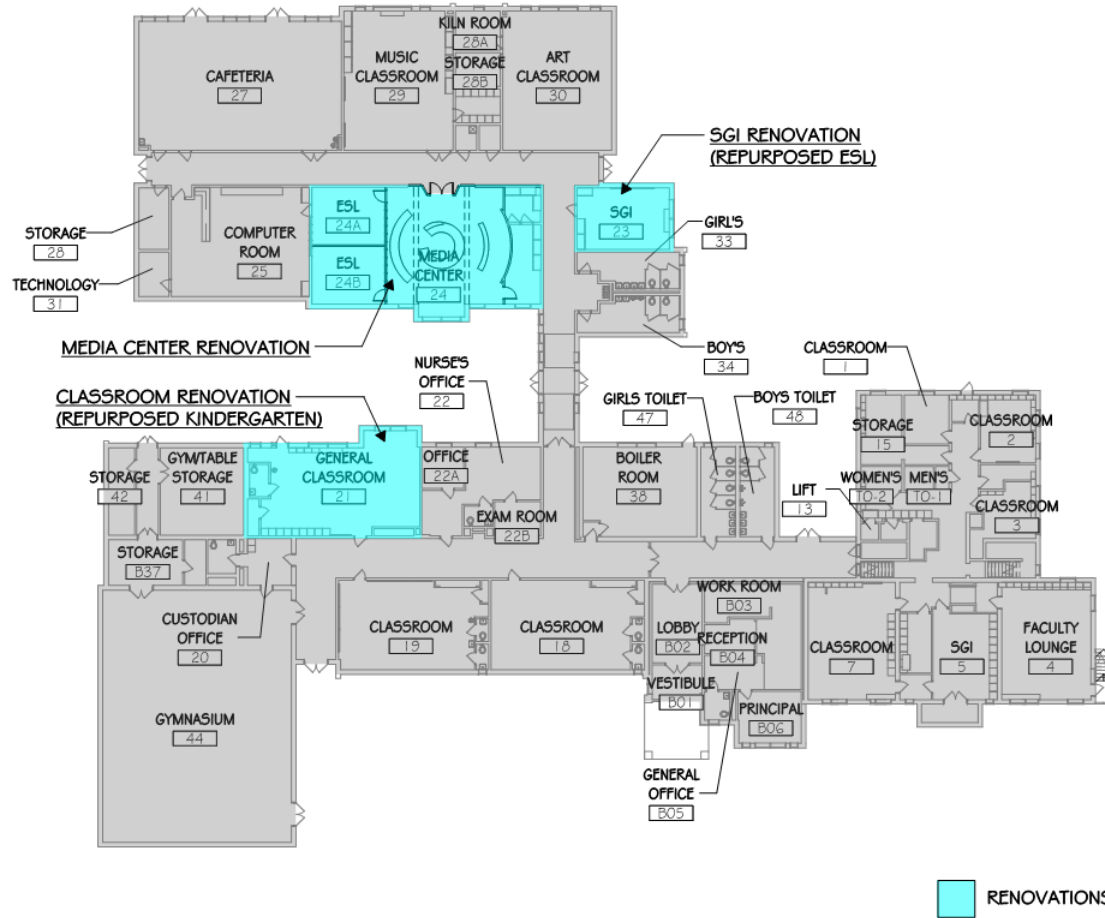 KILN ROOM
28A
MUSIC
CLASSROOM
29
STORAGE
28B
ART
CLASSROOM
30
CAFETERIA
27
SGI RENOVATION
(REPURPOSED ESL)
ESL
24A
SGI
23
GIRL'S
33
STORAGE
28
COMPUTER
ROOM
25
ESL
24B
MEDIA
CENTER
24
TECHNOLOGY
31
MEDIA CENTER RENOVATION
BOY'S
34
CLASSROOM
1
NURSE'S
OFFICE
22
CLASSROOM RENOVATION
(REPURPOSED KINDERGARTEN)
GIRLS TOILET
47
BOYS TOILET
48
STORAGE
15
CLASSROOM
2
STORAGE
42
GYM/TABLE
STORAGE
41
GENERAL
CLASSROOM
21
OFFICE
22A
BOILER
ROOM
38
LIFT
13
WOMEN'S
TO-2
MEN'S
TO-1
CLASSROOM
3
EXAM ROOM
22B
STORAGE
B37
CUSTODIAN
OFFICE
20
CLASSROOM
19
CLASSROOM
18
WORK ROOM
B03
LOBBY
B02
RECEPTION
B04
CLASSROOM
7
SGI
5
FACULTY
LOUNGE
4
VESTIBULE
B01
PRINCIPAL
B06
GYMNASIUM
44
GENERAL
OFFICE
B05
RENOVATIONS